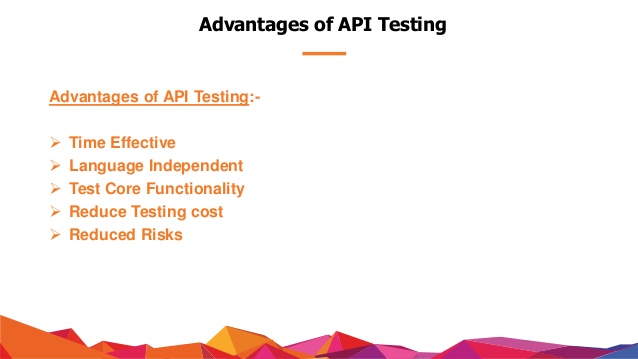 Advantages of API Testing
Advantages of API Testing:-
➢ Time Effective
➢ Language Independent
➢ Test Core Functionality
➢ Reduce Testing cost
➢ Reduced Risks